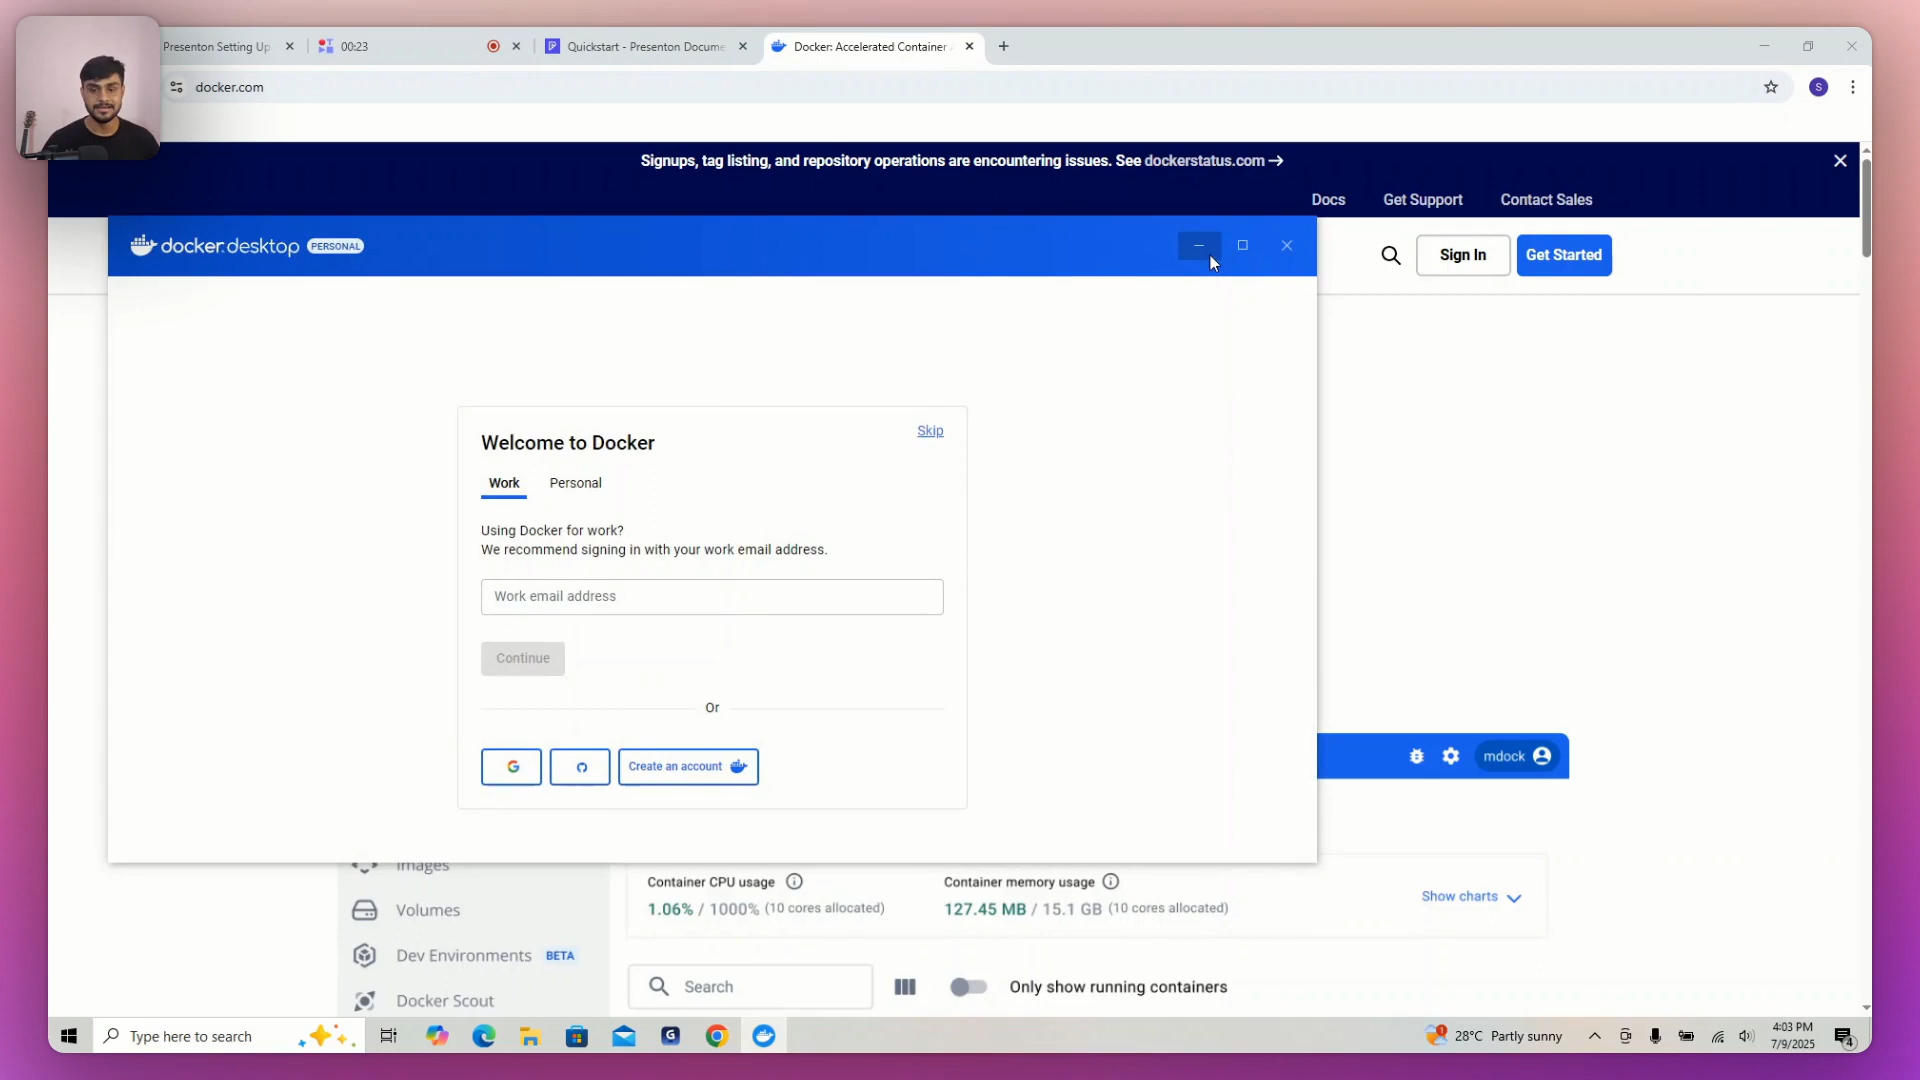 Presenton Setting Up
00:23
Quickstart - Presenton Docume
Docker: Accelerated Container
docker.com
S
Signups, tag listing, and repository operations are encountering issues. See dockerstatus.com →
Docs
Get Support
Contact Sales
docker.desktop PERSONAL
Sign In
Get Started
Welcome to Docker
Skip
Work
Personal
Using Docker for work?
We recommend signing in with your work email address.
Work email address
Continue
Or
Create an account
mdock
Images
Container CPU usage
Container memory usage
1.06% / 1000% (10 cores allocated)
127.45 MB / 15.1 GB (10 cores allocated)
Show charts
Volumes
Dev Environments BETA
Docker Scout
Search
Only show running containers
Type here to search
28°C Partly sunny
4:03 PM
7/9/2025
4